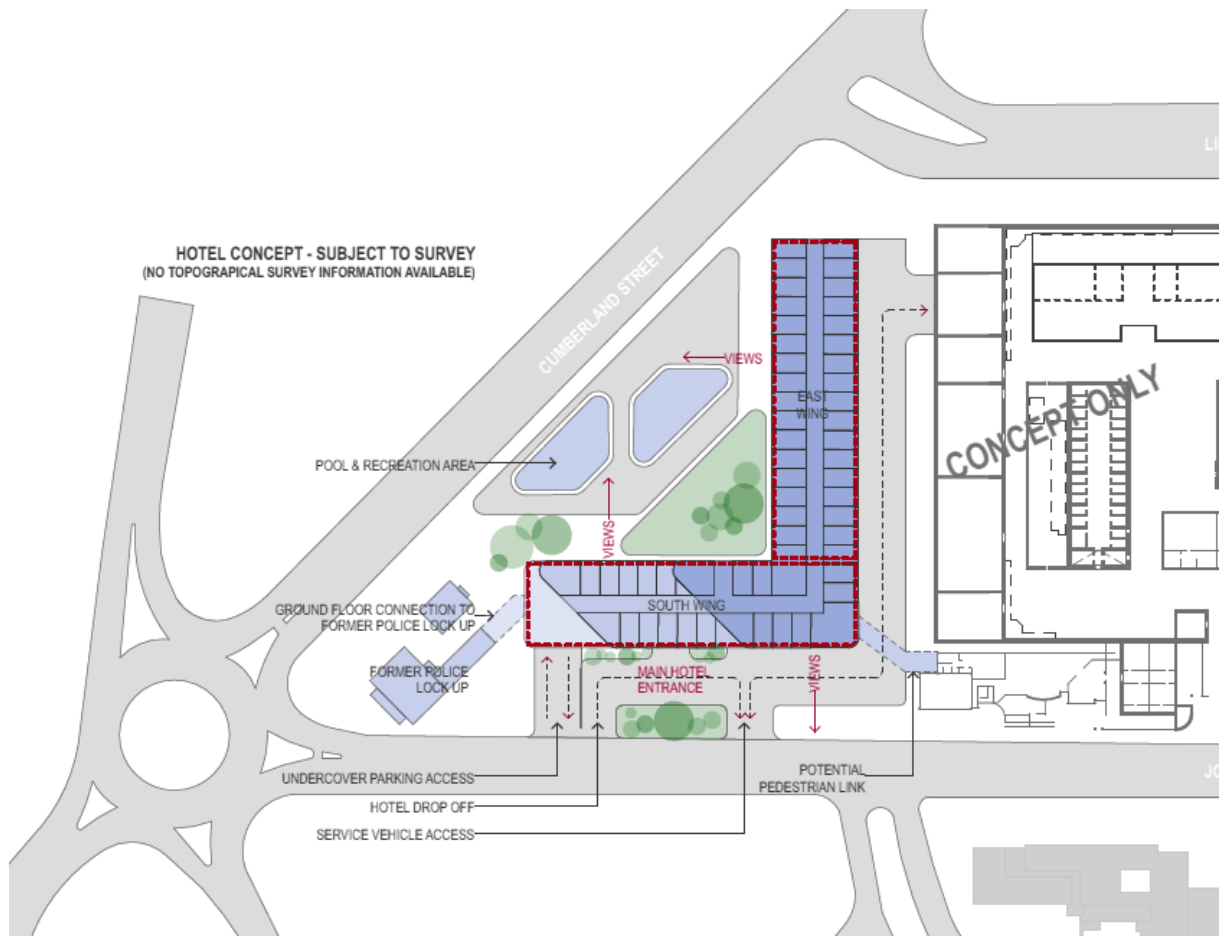 LI
HOTEL CONCEPT - SUBJECT TO SURVEY
(NO TOPOGRAPICAL SURVEY INFORMATION AVAILABLE)
CUMBERLAND STREET
VIEWS
EAST
WING
CONCEPT ONLY
POOL & RECREATION AREA
VIEWS
GROUND FLOOR CONNECTION TO
FORMER POLICE LOCK UP
SOUTH WING
FORMER POLICE
LOCK UP
MAIN HOTEL
ENTRANCE
VIEWS
UNDERCOVER PARKING ACCESS
POTENTIAL
PEDESTRIAN LINK
JO
HOTEL DROP OFF
SERVICE VEHICLE ACCESS